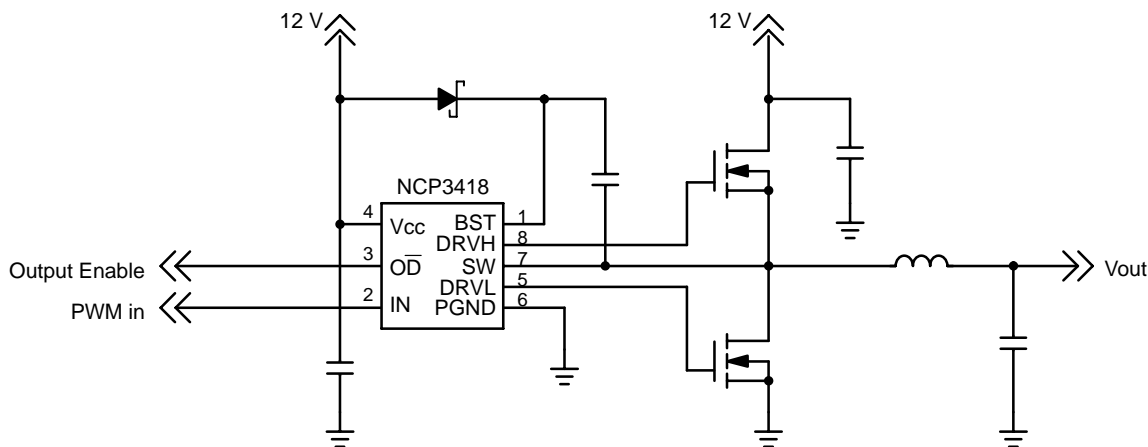 12 V
12 V
NCP3418
4
Vcc
BST
1
DRVH
8
Output Enable
3
OD̅
SW
7
Vout
DRVL
5
PWM in
2
IN
PGND
6